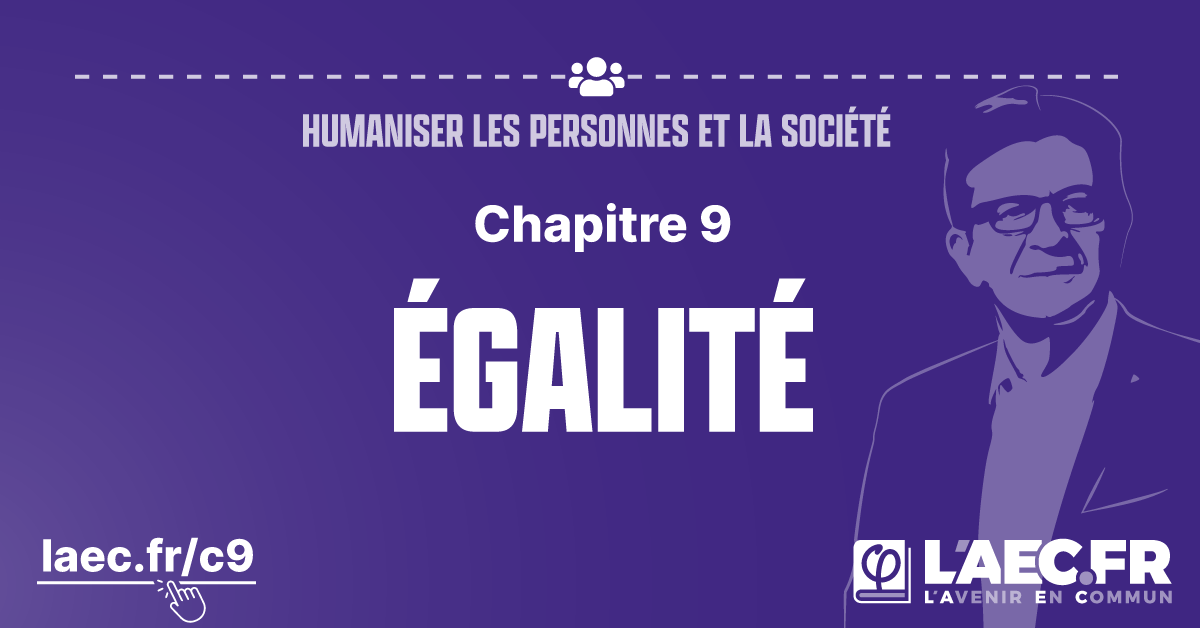 HUMANISER LES PERSONNES ET LA SOCIÉTÉ
Chapitre 9
ÉGALITÉ
laec.fr/c9
φ L'AEC.FR
L'AVENIR EN COMMUN